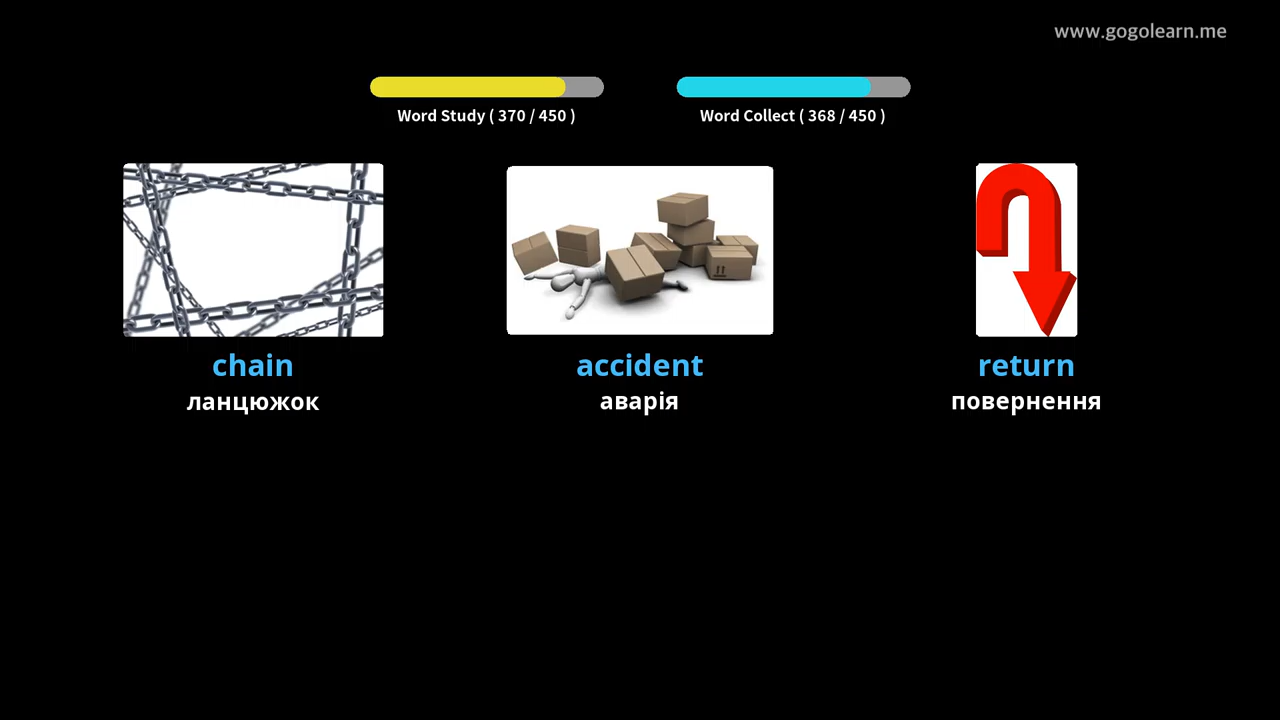 www.gogolearn.me
Word Study ( 370 / 450 )
Word Collect ( 368 / 450 )
chain
ланцюжок
accident
аварія
return
повернення